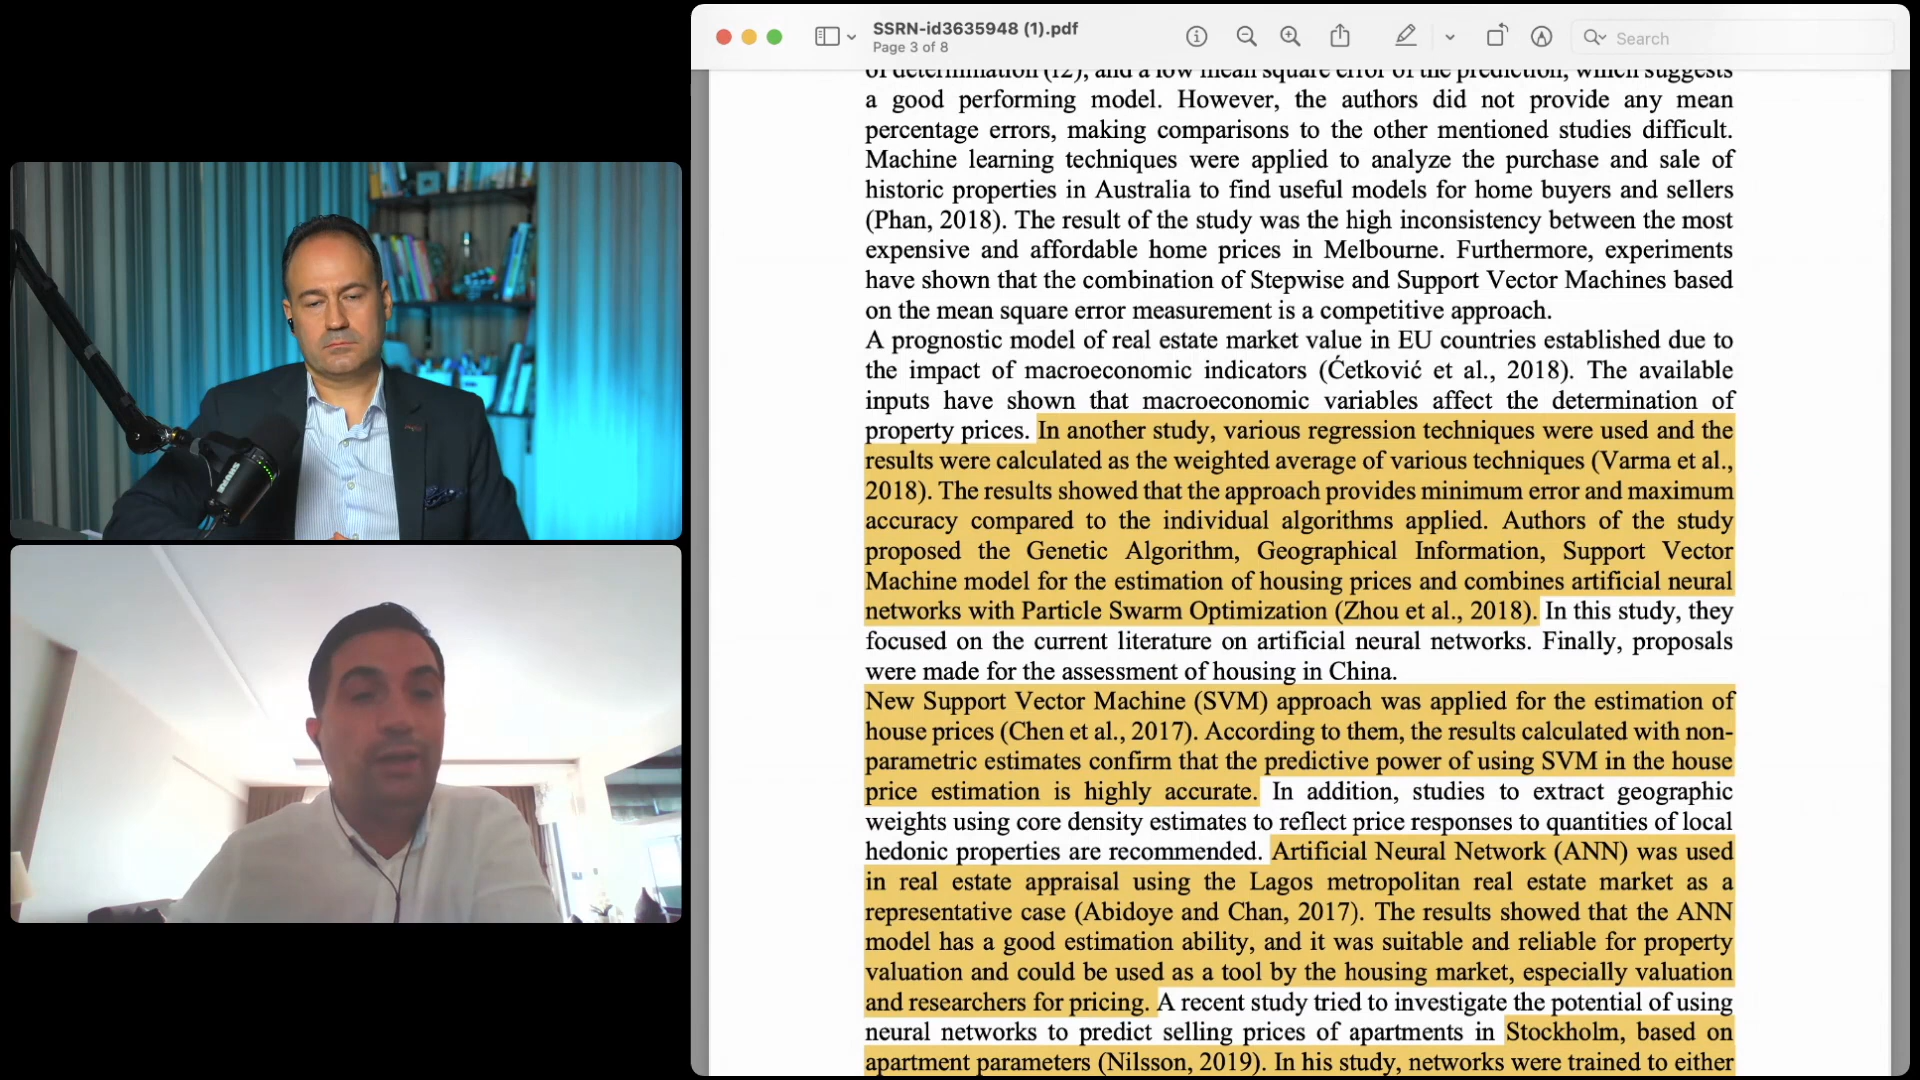 SSRN-id3635948 (1).pdf
Page 3 of 8
Search
of determination (r2), and a low mean square error of the prediction, which suggests
a good performing model. However, the authors did not provide any mean
percentage errors, making comparisons to the other mentioned studies difficult.
Machine learning techniques were applied to analyze the purchase and sale of
historic properties in Australia to find useful models for home buyers and sellers
(Phan, 2018). The result of the study was the high inconsistency between the most
expensive and affordable home prices in Melbourne. Furthermore, experiments
have shown that the combination of Stepwise and Support Vector Machines based
on the mean square error measurement is a competitive approach.
A prognostic model of real estate market value in EU countries established due to
the impact of macroeconomic indicators (Ćetković et al., 2018). The available
inputs have shown that macroeconomic variables affect the determination of
property prices. In another study, various regression techniques were used and the
results were calculated as the weighted average of various techniques (Varma et al.,
2018). The results showed that the approach provides minimum error and maximum
accuracy compared to the individual algorithms applied. Authors of the study
proposed the Genetic Algorithm, Geographical Information, Support Vector
Machine model for the estimation of housing prices and combines artificial neural
networks with Particle Swarm Optimization (Zhou et al., 2018). In this study, they
focused on the current literature on artificial neural networks. Finally, proposals
were made for the assessment of housing in China.
New Support Vector Machine (SVM) approach was applied for the estimation of
house prices (Chen et al., 2017). According to them, the results calculated with non-
parametric estimates confirm that the predictive power of using SVM in the house
price estimation is highly accurate. In addition, studies to extract geographic
weights using core density estimates to reflect price responses to quantities of local
hedonic properties are recommended. Artificial Neural Network (ANN) was used
in real estate appraisal using the Lagos metropolitan real estate market as a
representative case (Abidoye and Chan, 2017). The results showed that the ANN
model has a good estimation ability, and it was suitable and reliable for property
valuation and could be used as a tool by the housing market, especially valuation
and researchers for pricing. A recent study tried to investigate the potential of using
neural networks to predict selling prices of apartments in Stockholm, based on
apartment parameters (Nilsson, 2019). In his study, networks were trained to either
SHURE